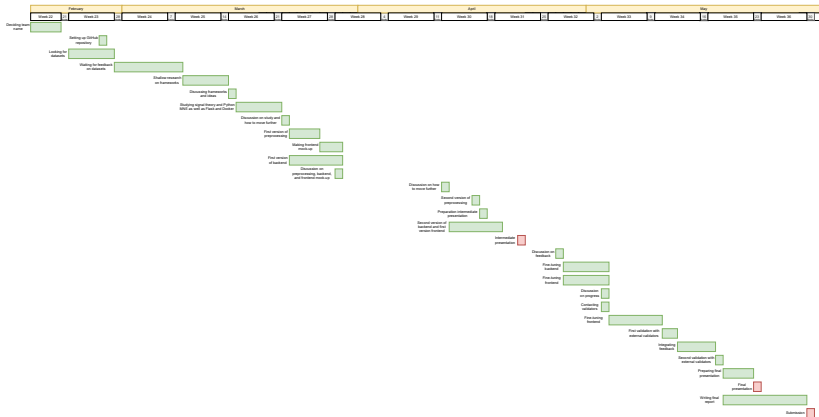 February
March
April
May
Week 22
Week 23
Week 24
Week 25
Week 26
Week 27
Week 28
Week 29
Week 30
Week 31
Week 32
Week 33
Week 34
Week 35
Week 36
Deciding team
name
Setting up GitHub
repository
Looking for
datasets
Waiting for feedback
on datasets
Shallow research
on frameworks
Discussing frameworks
and ideas
Studying signal theory and Python
MNE as well as Flask and Docker
Discussion on study and
how to move further
First version of
preprocessing
Making frontend
mock-up
First version
of backend
Discussion on
preprocessing, backend,
and frontend mock-up
Discussion on how
to move further
Second version of
preprocessing
Preparation intermediate
presentation
Second version of
backend and first
version frontend
Intermediate
presentation
Discussion on
feedback
Fine-tuning
backend
Fine-tuning
frontend
Discussion
on progress
Contacting
validators
Fine-tuning
frontend
First validation with
external validators
Integrating
feedback
Second validation with
external validators
Preparing final
presentation
Final
presentation
Writing final
report
Submission